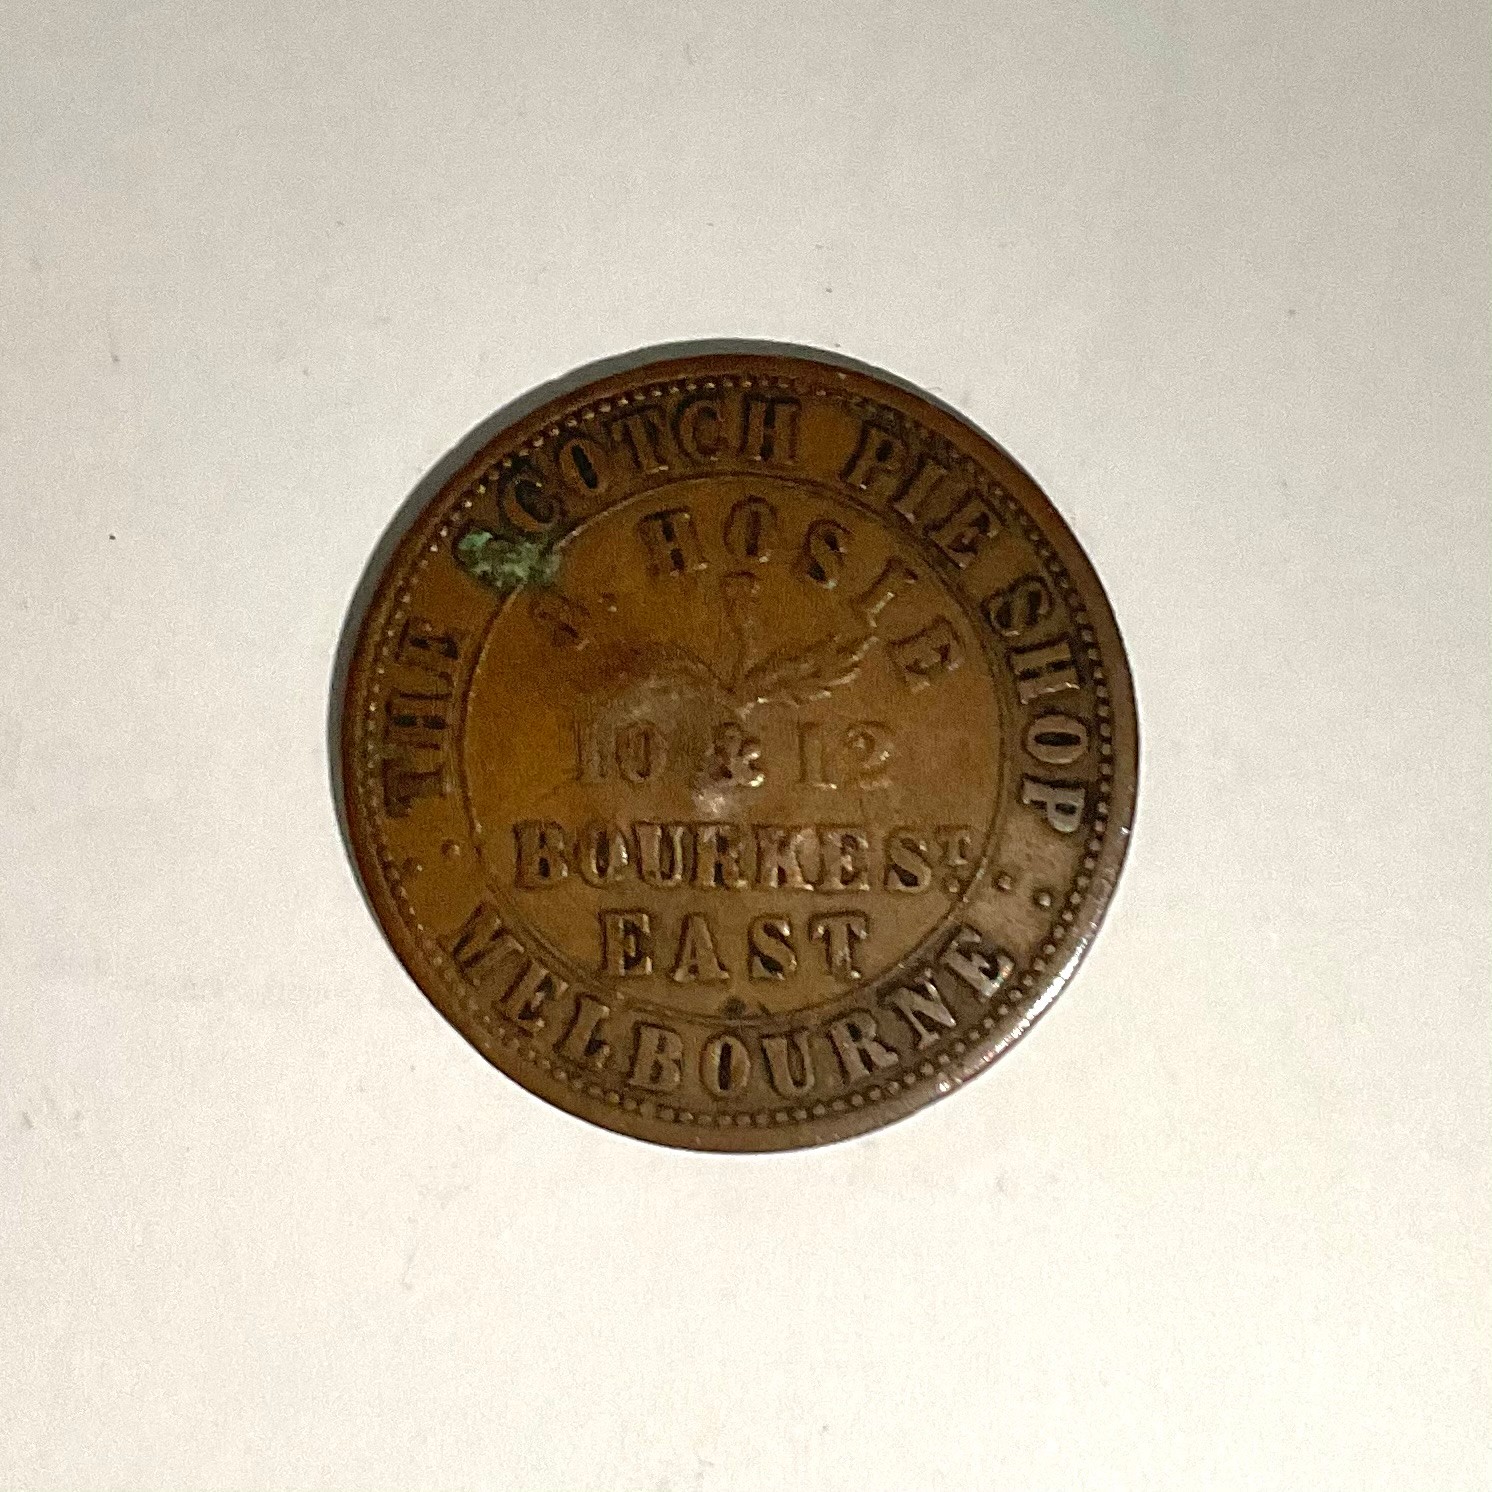 THE SCOTCH PIE SHOP
R. HOSIE
10 & 12
BOURKE ST.
EAST
MELBOURNE